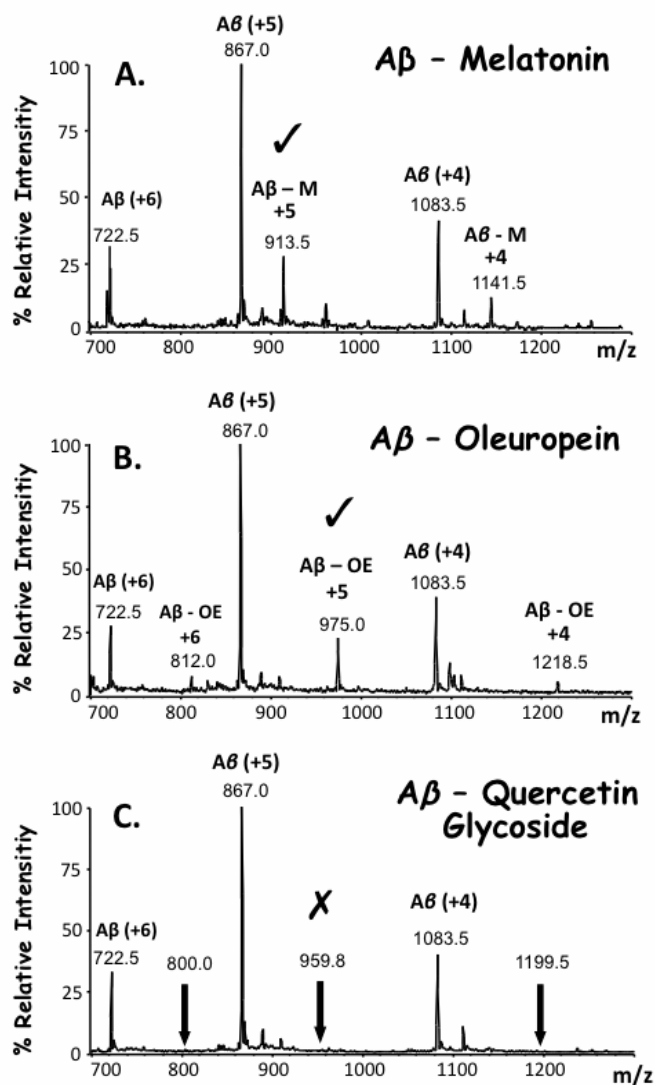 Aβ (+5)
867.0
A.
Aβ – Melatonin
% Relative Intensitiy
100
75
50
25
0
✓
Aβ (+6)
722.5
Aβ – M
+5
913.5
Aβ (+4)
1083.5
Aβ - M
+4
1141.5
700 800 900 1000 1100 1200 m/z
Aβ (+5)
867.0
B.
Aβ – Oleuropein
% Relative Intensitiy
100
75
50
25
0
✓
Aβ (+6)
722.5
Aβ - OE
+6
812.0
Aβ – OE
+5
975.0
Aβ (+4)
1083.5
Aβ - OE
+4
1218.5
700 800 900 1000 1100 1200 m/z
Aβ (+5)
867.0
C.
Aβ – Quercetin
Glycoside
% Relative Intensitiy
100
75
50
25
0
✗
Aβ (+6)
722.5
800.0
959.8
Aβ (+4)
1083.5
1199.5
700 800 900 1000 1100 1200 m/z